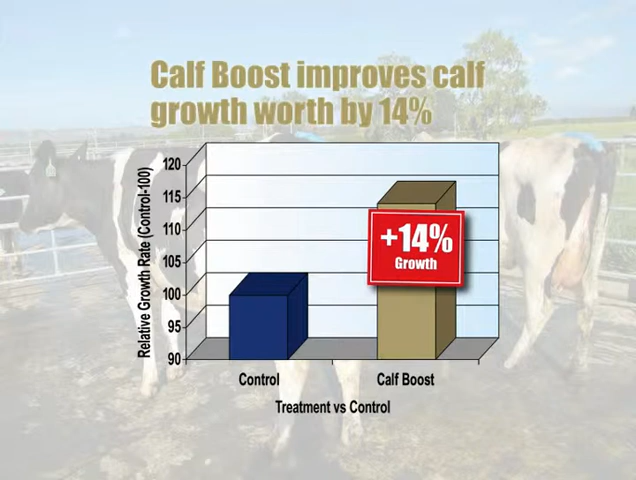 Calf Boost improves calf
growth worth by 14%
Relative Growth Rate (Control-100)
120
115
110
105
100
95
90
+14%
Growth
Control
Calf Boost
Treatment vs Control